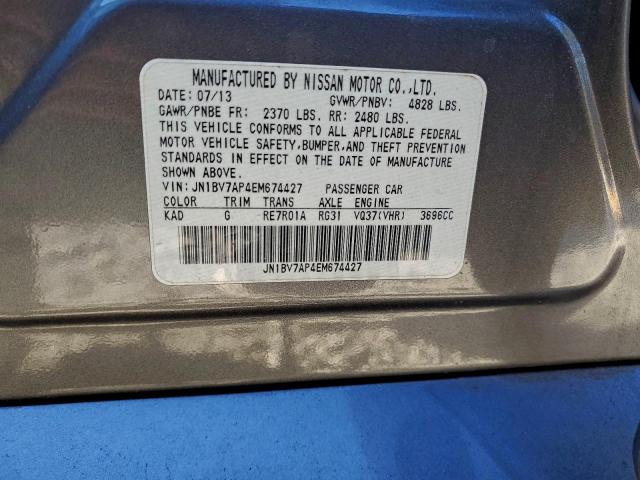 MANUFACTURED BY NISSAN MOTOR CO.,LTD.
DATE: 07/13 GVWR/PNBV: 4828 LBS.
GAWR/PNBE FR: 2370 LBS. RR: 2480 LBS.
THIS VEHICLE CONFORMS TO ALL APPLICABLE FEDERAL
MOTOR VEHICLE SAFETY, BUMPER, AND THEFT PREVENTION
STANDARDS IN EFFECT ON THE DATE OF MANUFACTURE
SHOWN ABOVE.
VIN: JN1BV7AP4EM674427 PASSENGER CAR
COLOR TRIM TRANS AXLE ENGINE
KAD G RE7R01A RG31 VQ37(VHR) 3696CC
JN1BV7AP4EM674427